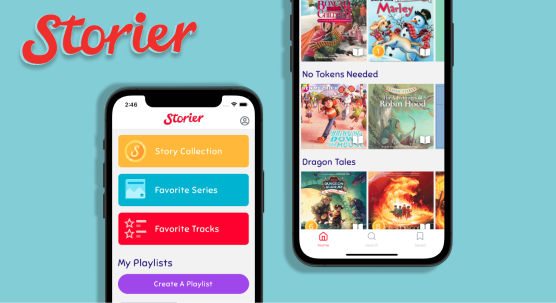 Storier
2:46
Storier
Story Collection
Favorite Series
Favorite Tracks
My Playlists
Create A Playlist
Marley
No Tokens Needed
Robin Hood
Dragon Tales
Home
Search